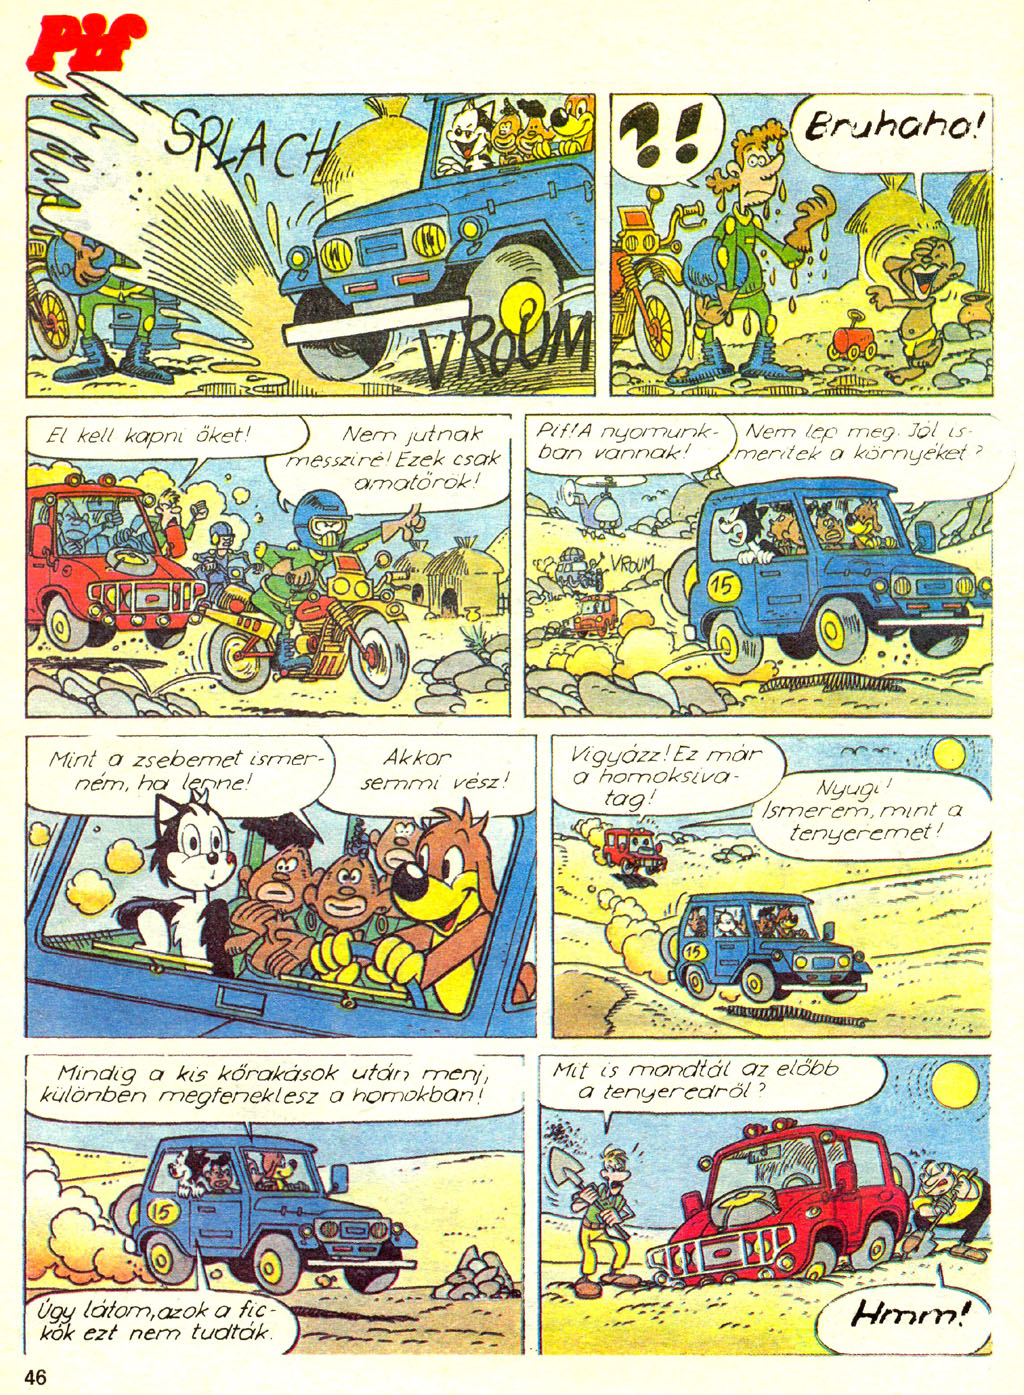 Pif
SPLACH
VROUM
?!
Bruhaha!
El kell kapni őket!
Nem jutnak
messzire! Ezek csak
amatőrök!
Pif! A nyomunk-
ban vannak!
Nem lep meg. Jól is-
meritek a környéket?
VROUM
15
Mint a zsebemet ismer-
ném, ha lenne!
Akkor
semmi vész!
Vigyázz! Ez már
a homoksiva-
tag!
Nyugi!
Ismerem, mint a
tenyeremet!
15
Mindig a kis kőrakások után menj,
különben megfeneklesz a homokban!
15
Úgy látom, azok a fic-
kók ezt nem tudták.
Mit is mondtál az előbb
a tenyeredről?
Hmm!
46